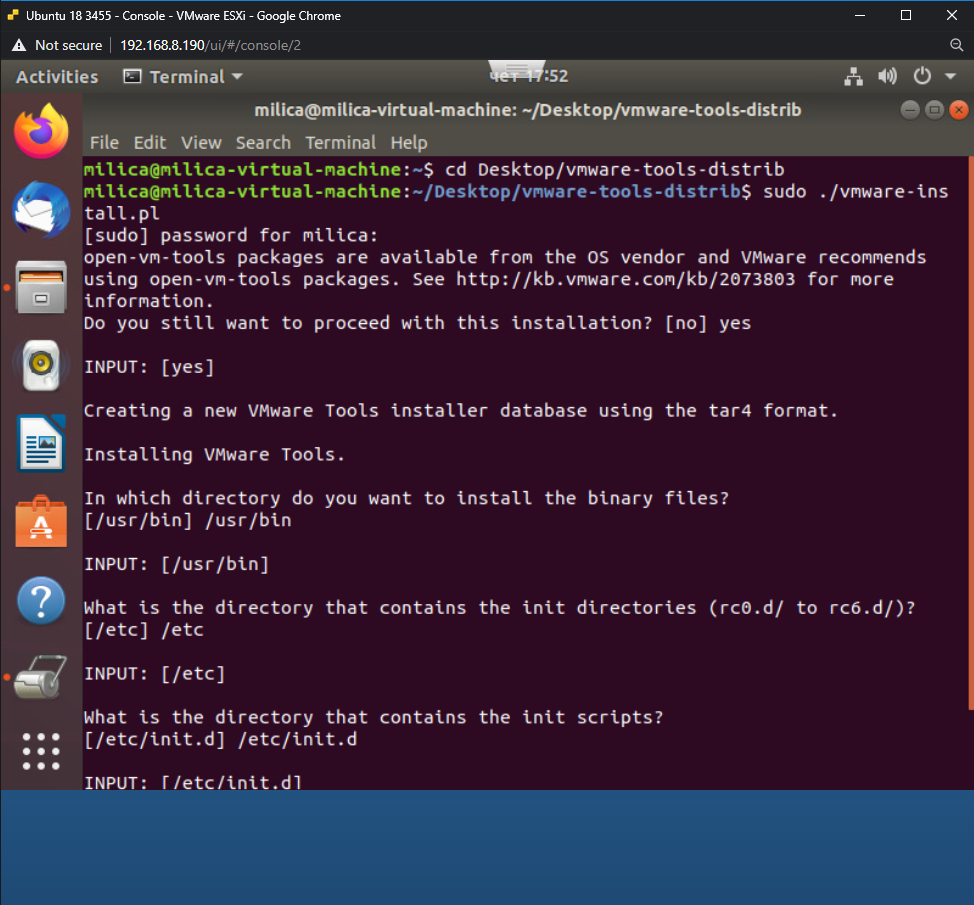 Ubuntu 18 3455 - Console - VMware ESXi - Google Chrome
Not secure 192.168.8.190/ui/#/console/2
Activities Terminal чет 17:52
milica@milica-virtual-machine: ~/Desktop/vmware-tools-distrib
File Edit View Search Terminal Help
milica@milica-virtual-machine:~$ cd Desktop/vmware-tools-distrib
milica@milica-virtual-machine:~/Desktop/vmware-tools-distrib$ sudo ./vmware-ins
tall.pl
[sudo] password for milica:
open-vm-tools packages are available from the OS vendor and VMware recommends
using open-vm-tools packages. See http://kb.vmware.com/kb/2073803 for more
information.
Do you still want to proceed with this installation? [no] yes
INPUT: [yes]
Creating a new VMware Tools installer database using the tar4 format.
Installing VMware Tools.
In which directory do you want to install the binary files?
[/usr/bin] /usr/bin
INPUT: [/usr/bin]
What is the directory that contains the init directories (rc0.d/ to rc6.d/)?
[/etc] /etc
INPUT: [/etc]
What is the directory that contains the init scripts?
[/etc/init.d] /etc/init.d
INPUT: [/etc/init.d]